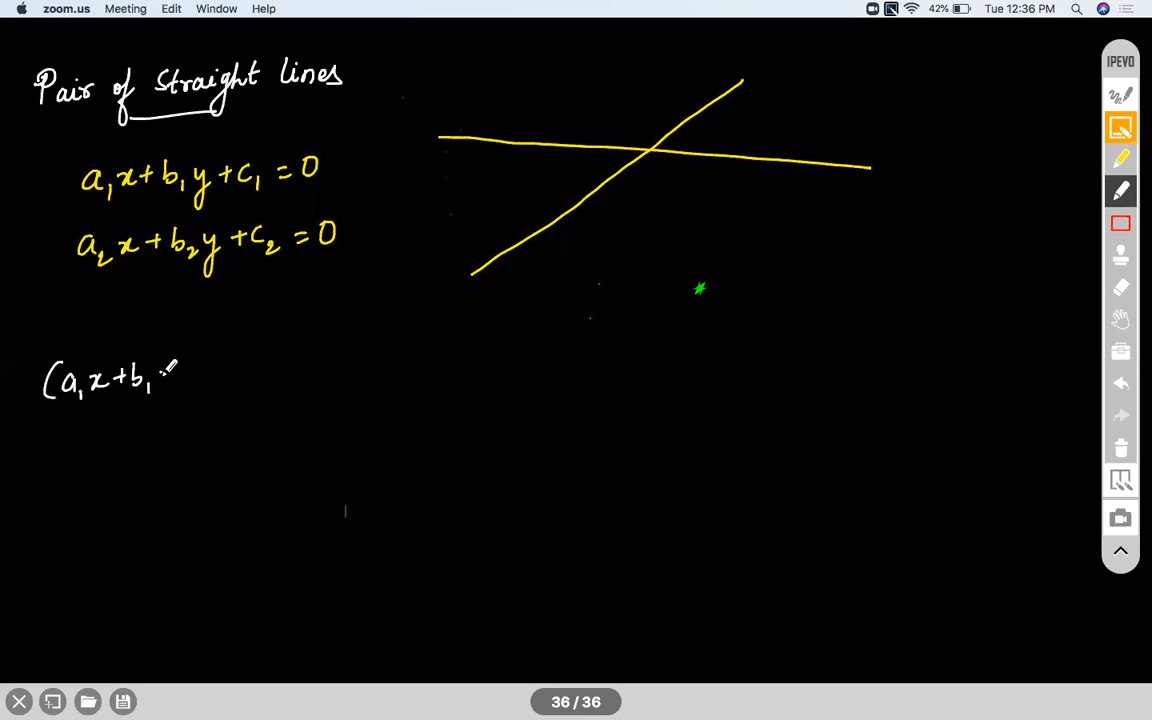 zoom.us Meeting Edit Window Help 42% Tue 12:36 PM
IPEVO
Pair of straight lines
a₁x+b₁y+c₁=0
a₂x+b₂y+c₂=0
(a₁x+b₁
36 / 36